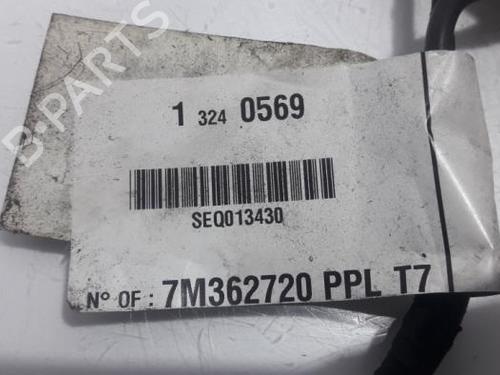 B-PARTS
1 324 0569
SEQ013430
N° OF : 7M362720 PPL T7